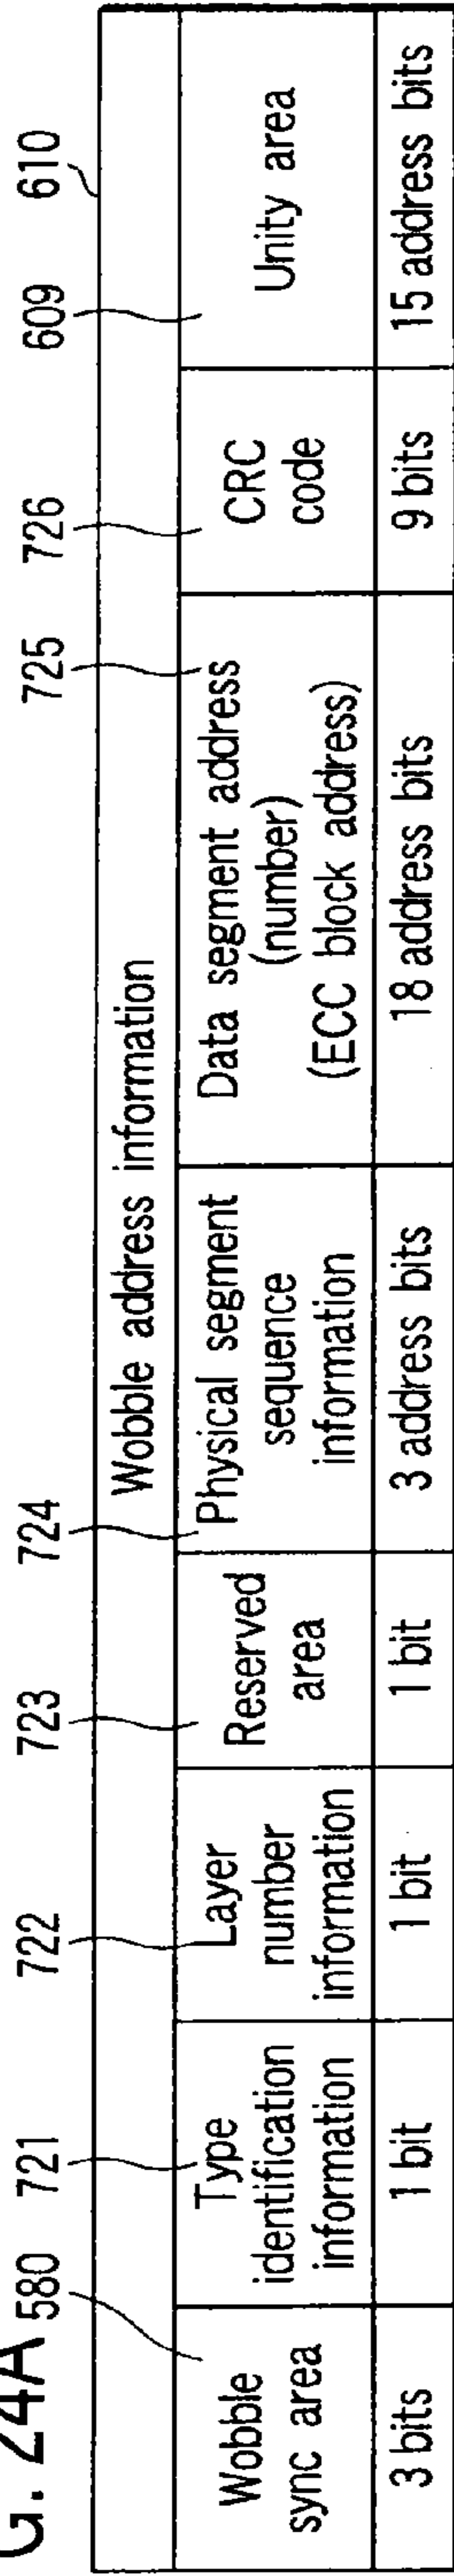 G. 24A
580 721 722 723 724 725 726 609 610
Wobble address information
Wobble
sync area
Type
identification
information
Layer
number
information
Reserved
area
Physical segment
sequence
information
Data segment address
(number)
(ECC block address)
CRC
code
Unity area
3 bits
1 bit
1 bit
1 bit
3 address bits
18 address bits
9 bits
15 address bits